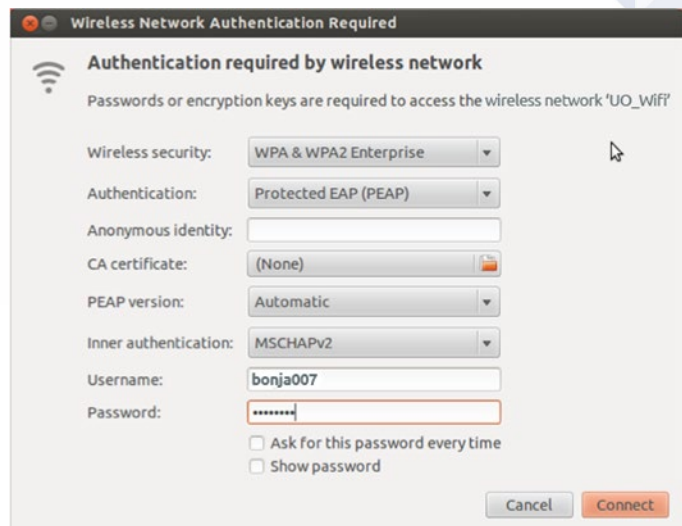 Wireless Network Authentication Required
Authentication required by wireless network
Passwords or encryption keys are required to access the wireless network 'UO_Wifi'
Wireless security: WPA & WPA2 Enterprise
Authentication: Protected EAP (PEAP)
Anonymous identity:
CA certificate: (None)
PEAP version: Automatic
Inner authentication: MSCHAPv2
Username: bonja007
Password: ••••••••
Ask for this password every time
Show password
Cancel Connect